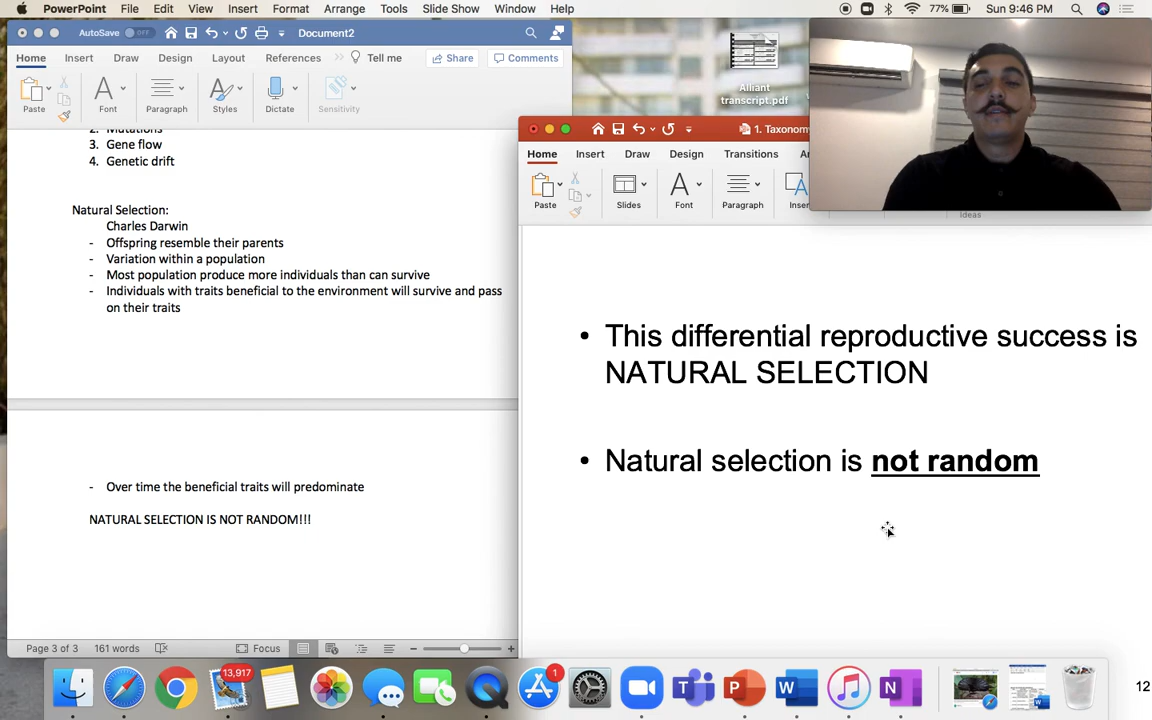 PowerPoint File Edit View Insert Format Arrange Tools Slide Show Window Help 77% Sun 9:46 PM
AutoSave OFF Document2
Home Insert Draw Design Layout References Tell me Share Comments
Paste Font Paragraph Styles Dictate Sensitivity
2. Mutations
3. Gene flow
4. Genetic drift
Natural Selection:
Charles Darwin
- Offspring resemble their parents
- Variation within a population
- Most population produce more individuals than can survive
- Individuals with traits beneficial to the environment will survive and pass
on their traits
- Over time the beneficial traits will predominate
NATURAL SELECTION IS NOT RANDOM!!!
Page 3 of 3 161 words Focus
Alliant
transcript.pdf
1. Taxonomy
Home Insert Draw Design Transitions
Paste Slides Font Paragraph
Ideas
• This differential reproductive success is
NATURAL SELECTION
• Natural selection is not random
12
13,917
1